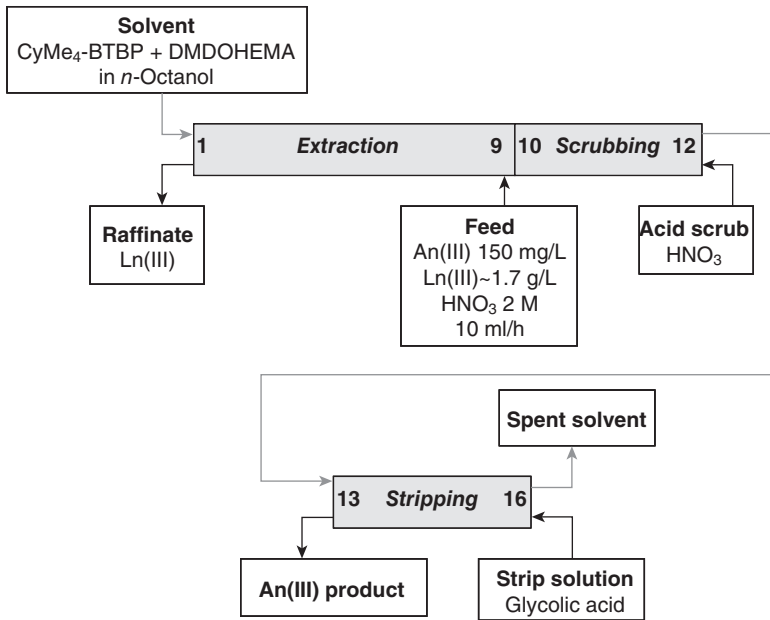 Solvent
CyMe₄-BTBP + DMDOHEMA
in n-Octanol
1 Extraction 9 10 Scrubbing 12
Raffinate
Ln(III)
Feed
An(III) 150 mg/L
Ln(III)~1.7 g/L
HNO₃ 2 M
10 ml/h
Acid scrub
HNO₃
Spent solvent
13 Stripping 16
An(III) product
Strip solution
Glycolic acid